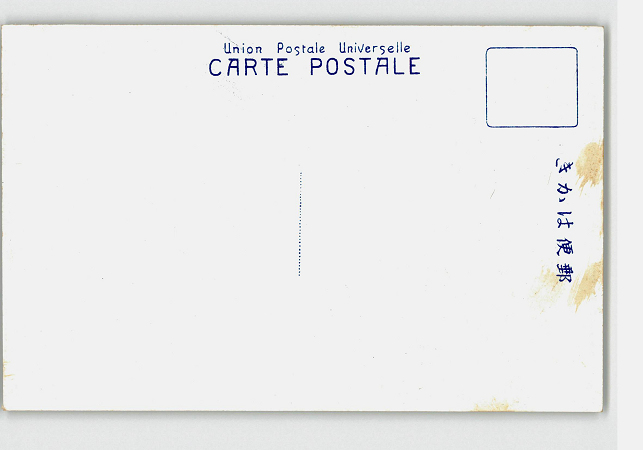 Union Postale Universelle
CARTE POSTALE
郵便はかき